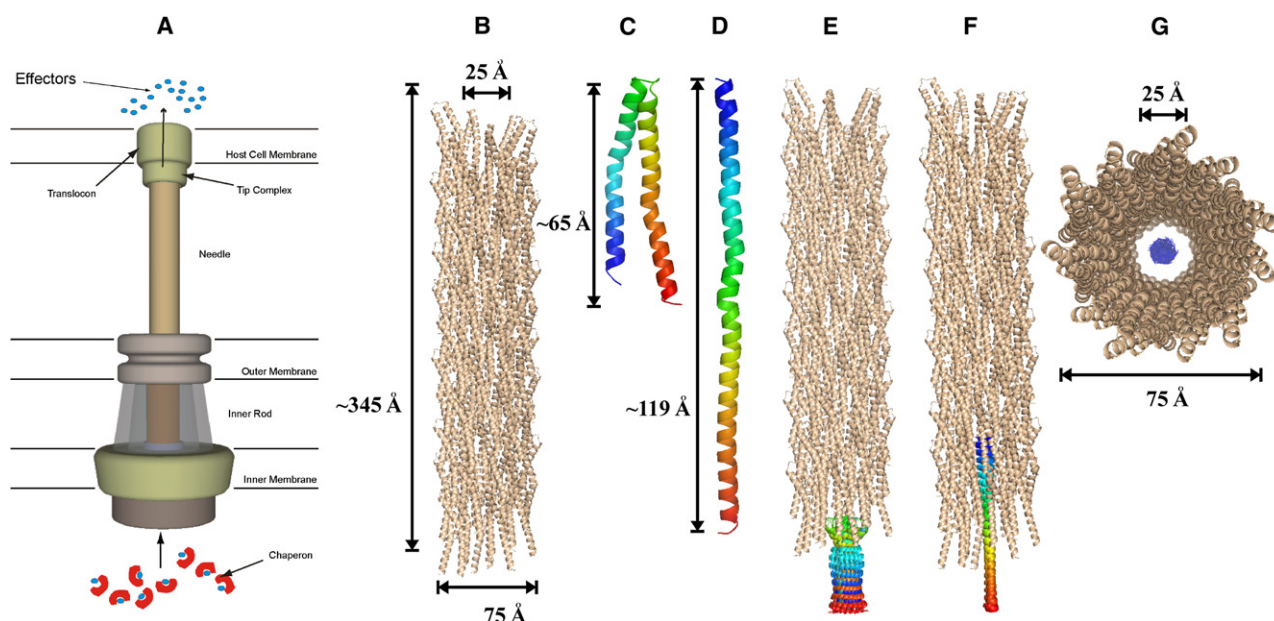 A
B
C
D
E
F
G
Effectors
Host Cell Membrane
Translocon
Tip Complex
Needle
Outer Membrane
Inner Rod
Inner Membrane
Chaperon
25 Å
~345 Å
75 Å
~65 Å
~119 Å
25 Å
75 Å